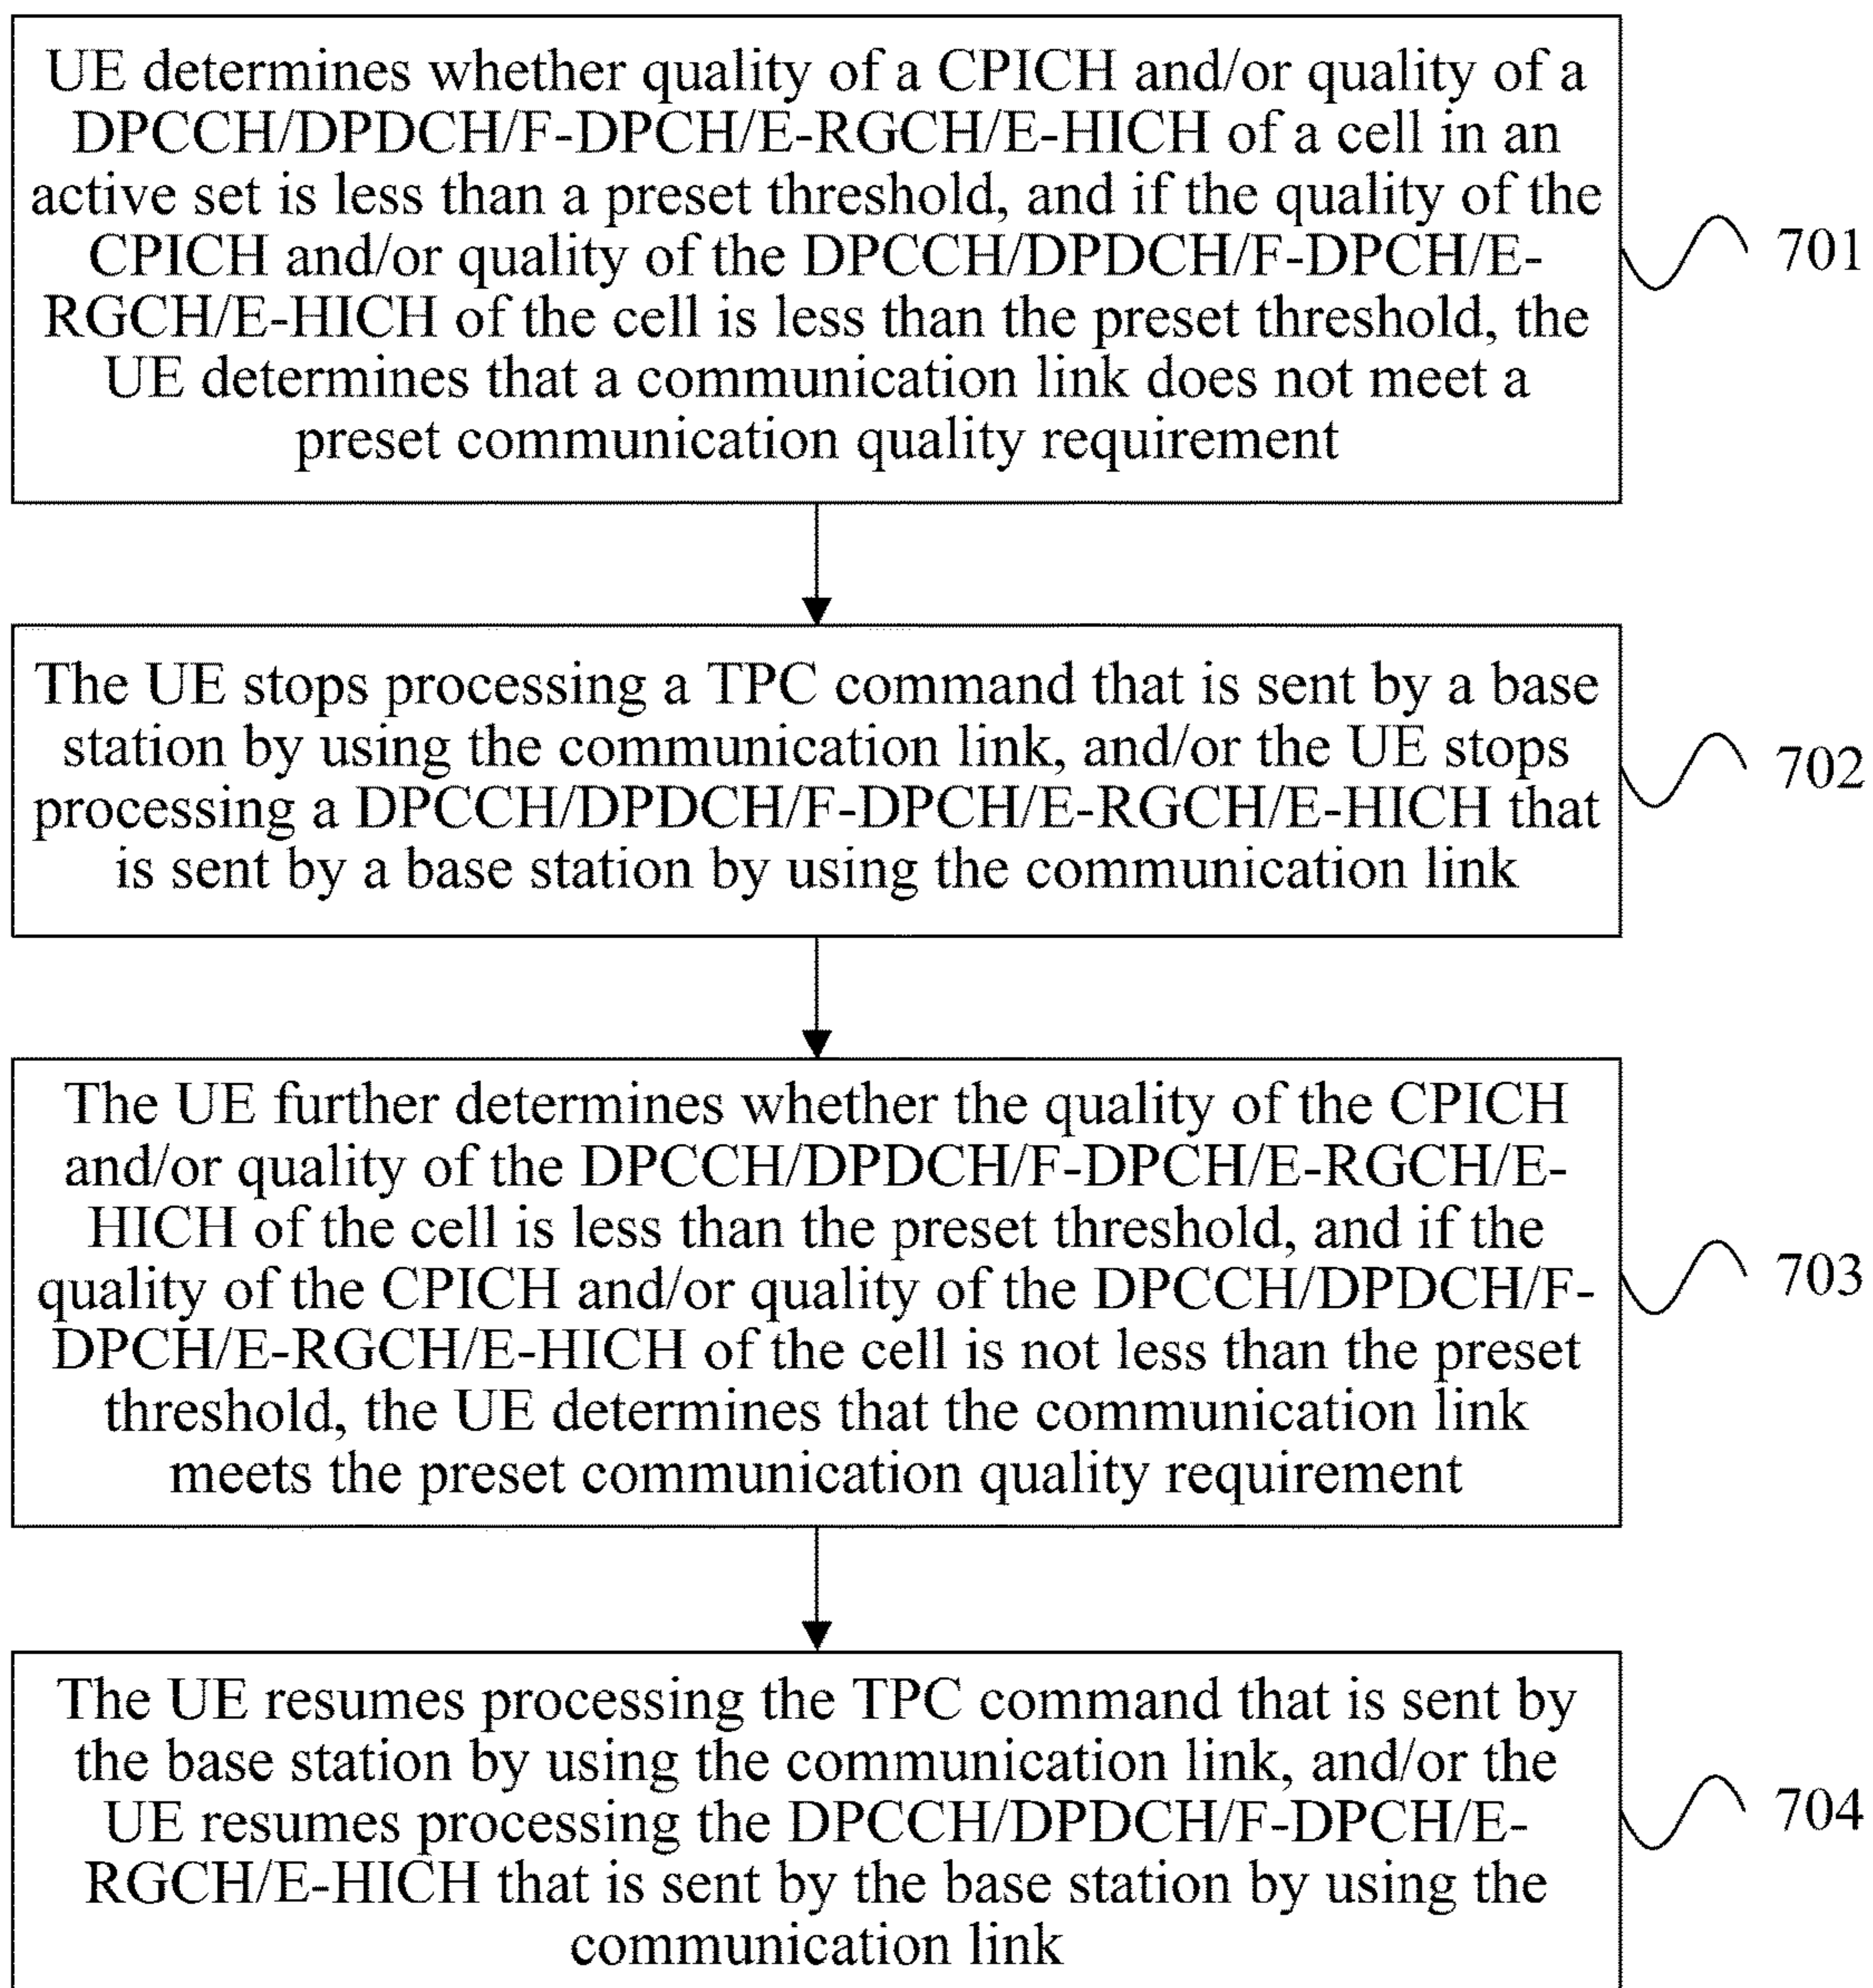 UE determines whether quality of a CPICH and/or quality of a
DPCCH/DPDCH/F-DPCH/E-RGCH/E-HICH of a cell in an
active set is less than a preset threshold, and if the quality of the
CPICH and/or quality of the DPCCH/DPDCH/F-DPCH/E-
RGCH/E-HICH of the cell is less than the preset threshold, the
UE determines that a communication link does not meet a
preset communication quality requirement
701
The UE stops processing a TPC command that is sent by a base
station by using the communication link, and/or the UE stops
processing a DPCCH/DPDCH/F-DPCH/E-RGCH/E-HICH that
is sent by a base station by using the communication link
702
The UE further determines whether the quality of the CPICH
and/or quality of the DPCCH/DPDCH/F-DPCH/E-RGCH/E-
HICH of the cell is less than the preset threshold, and if the
quality of the CPICH and/or quality of the DPCCH/DPDCH/F-
DPCH/E-RGCH/E-HICH of the cell is not less than the preset
threshold, the UE determines that the communication link
meets the preset communication quality requirement
703
The UE resumes processing the TPC command that is sent by
the base station by using the communication link, and/or the
UE resumes processing the DPCCH/DPDCH/F-DPCH/E-
RGCH/E-HICH that is sent by the base station by using the
communication link
704